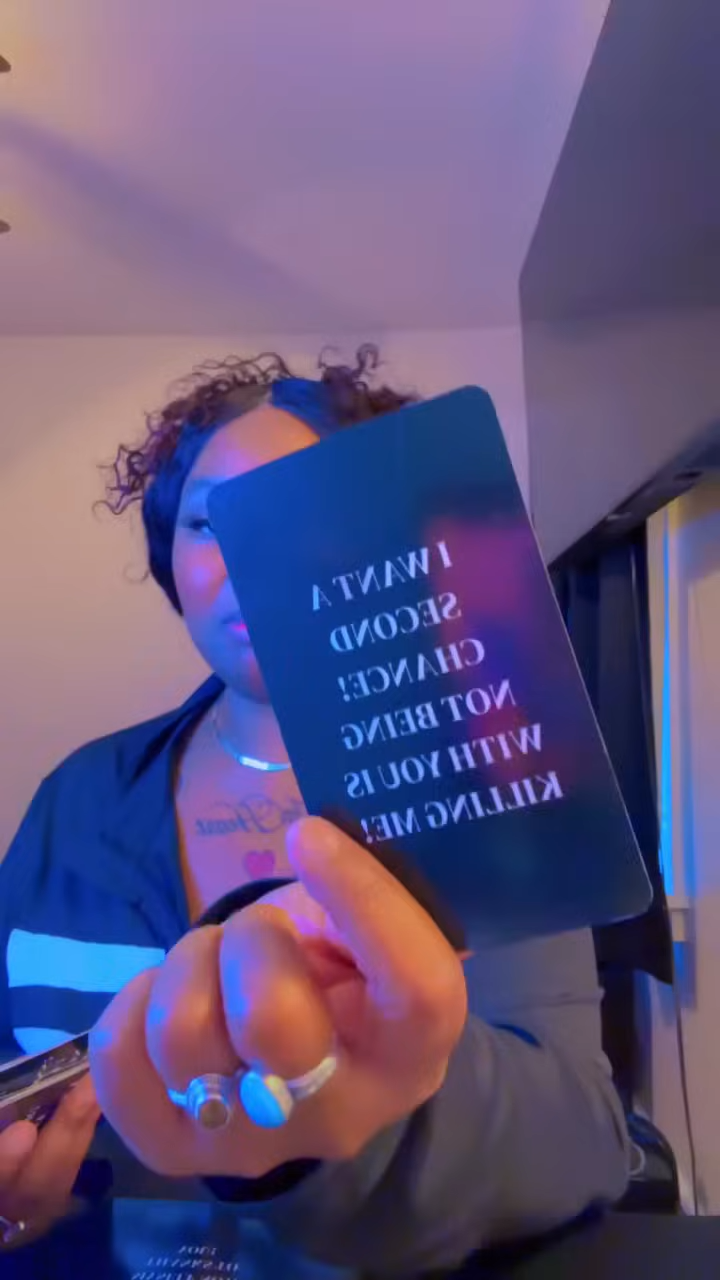 I WANT A
SECOND
CHANCE!
NOT BEING
WITH YOU IS
KILLING ME!